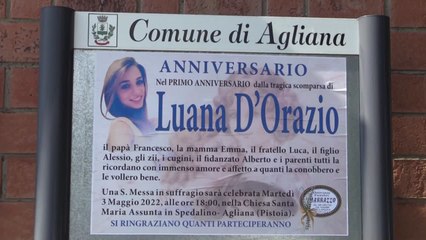 Comune di Agliana
ANNIVERSARIO
Nel PRIMO ANNIVERSARIO dalla tragica scomparsa di
Luana D'Orazio
il papà Francesco, la mamma Emma, il fratello Luca, il figlio
Alessio, gli zii, i cugini, il fidanzato Alberto e i parenti tutti la
ricordano con immenso amore e affetto a quanti la conobbero e
le vollero bene.
Una S. Messa in suffragio sarà celebrata Martedì
3 Maggio 2022, alle ore 18:00, nella Chiesa Santa
Maria Assunta in Spedalino- Agliana (Pistoia).
SI RINGRAZIANO QUANTI PARTECIPERANNO